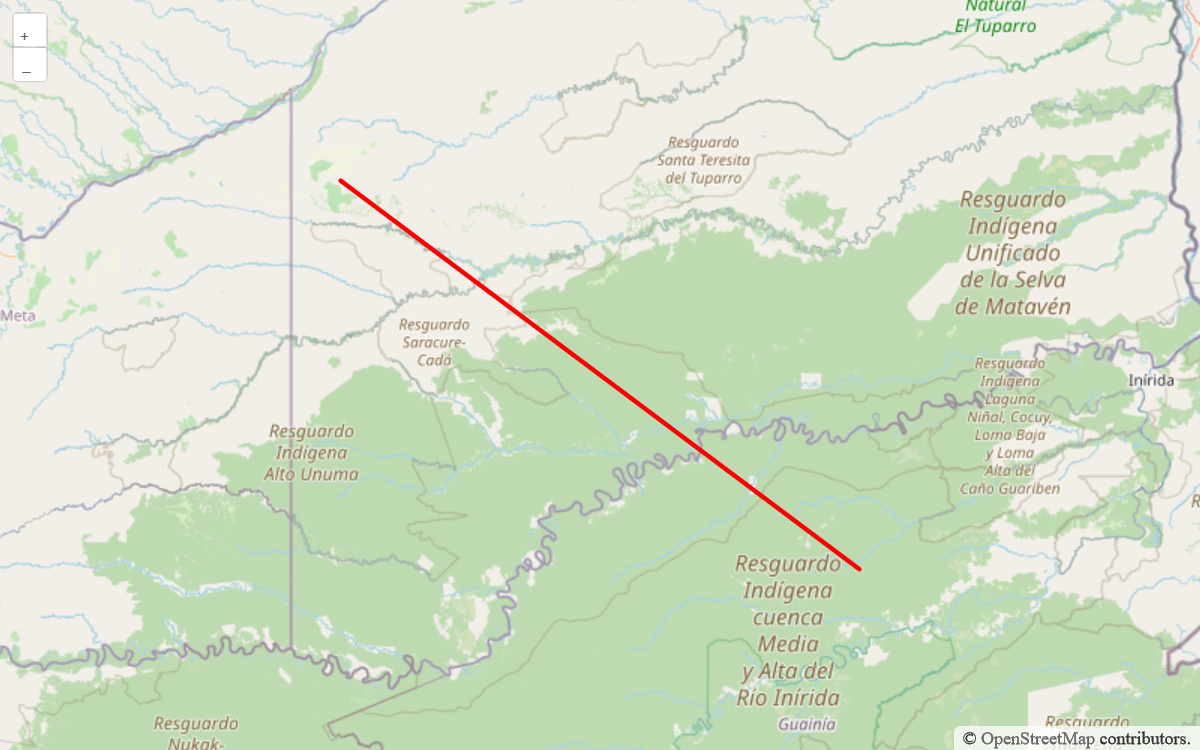 +
−
Natural
El Tuparro
Resguardo
Santa Teresita
del Tuparro
Resguardo
Indígena
Unificado
de la Selva
de Matavén
Meta
Resguardo
Saracure-
Cadá
Resguardo
Indígena
Laguna
Niñal, Cocuy,
Loma Baja
y Loma
Alta del
Caño Guariben
Inírida
Resguardo
Indígena
Alto Unuma
R
Resguardo
Indígena
cuenca
Media
y Alta del
Río Inírida
Guainía
Resguardo
Nukak-
Resguardo
© OpenStreetMap contributors.